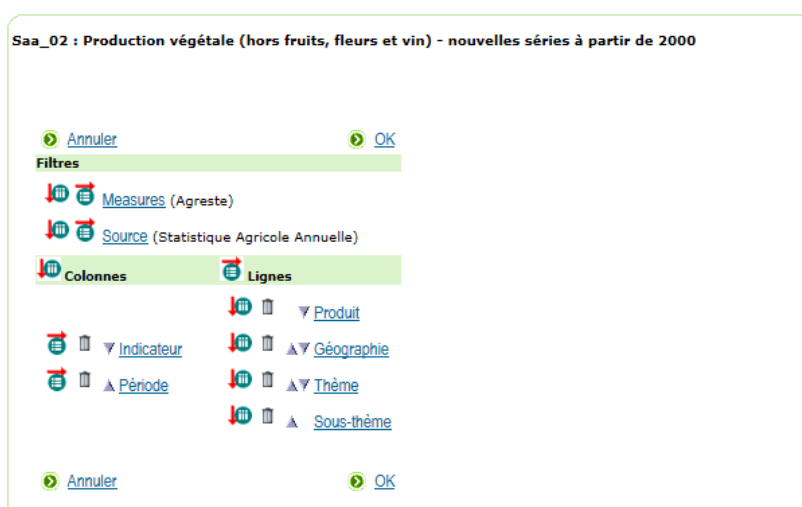 Saa_02 : Production végétale (hors fruits, fleurs et vin) - nouvelles séries à partir de 2000
Annuler OK
Filtres
Measures (Agreste)
Source (Statistique Agricole Annuelle)
Colonnes Lignes
Produit
Indicateur Géographie
Période Thème
Sous-thème
Annuler OK